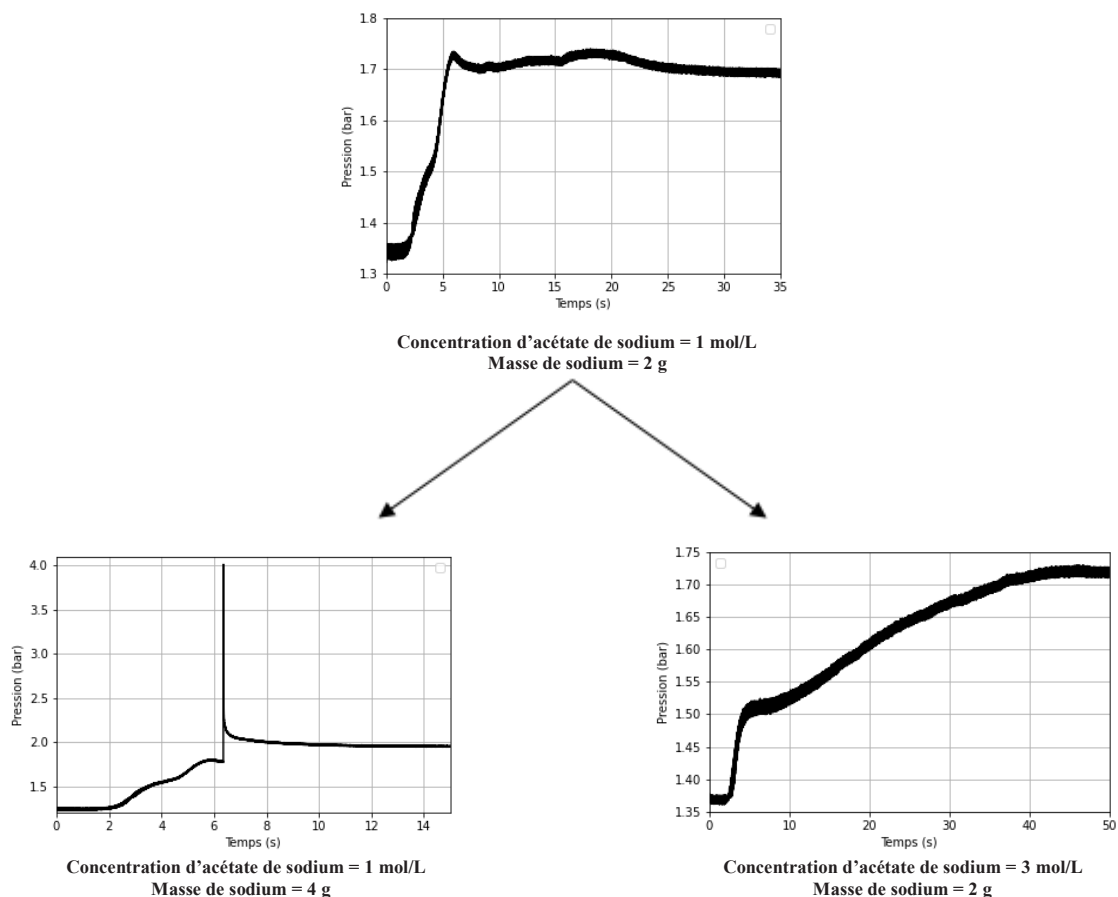 1.8
1.7
1.6
1.5
1.4
1.3
Pression (bar)
0 5 10 15 20 25 30 35
Temps (s)
Concentration d’acétate de sodium = 1 mol/L
Masse de sodium = 2 g
4.0
3.5
3.0
2.5
2.0
1.5
Pression (bar)
0 2 4 6 8 10 12 14
Temps (s)
Concentration d’acétate de sodium = 1 mol/L
Masse de sodium = 4 g
1.75
1.70
1.65
1.60
1.55
1.50
1.45
1.40
1.35
Pression (bar)
0 10 20 30 40 50
Temps (s)
Concentration d’acétate de sodium = 3 mol/L
Masse de sodium = 2 g